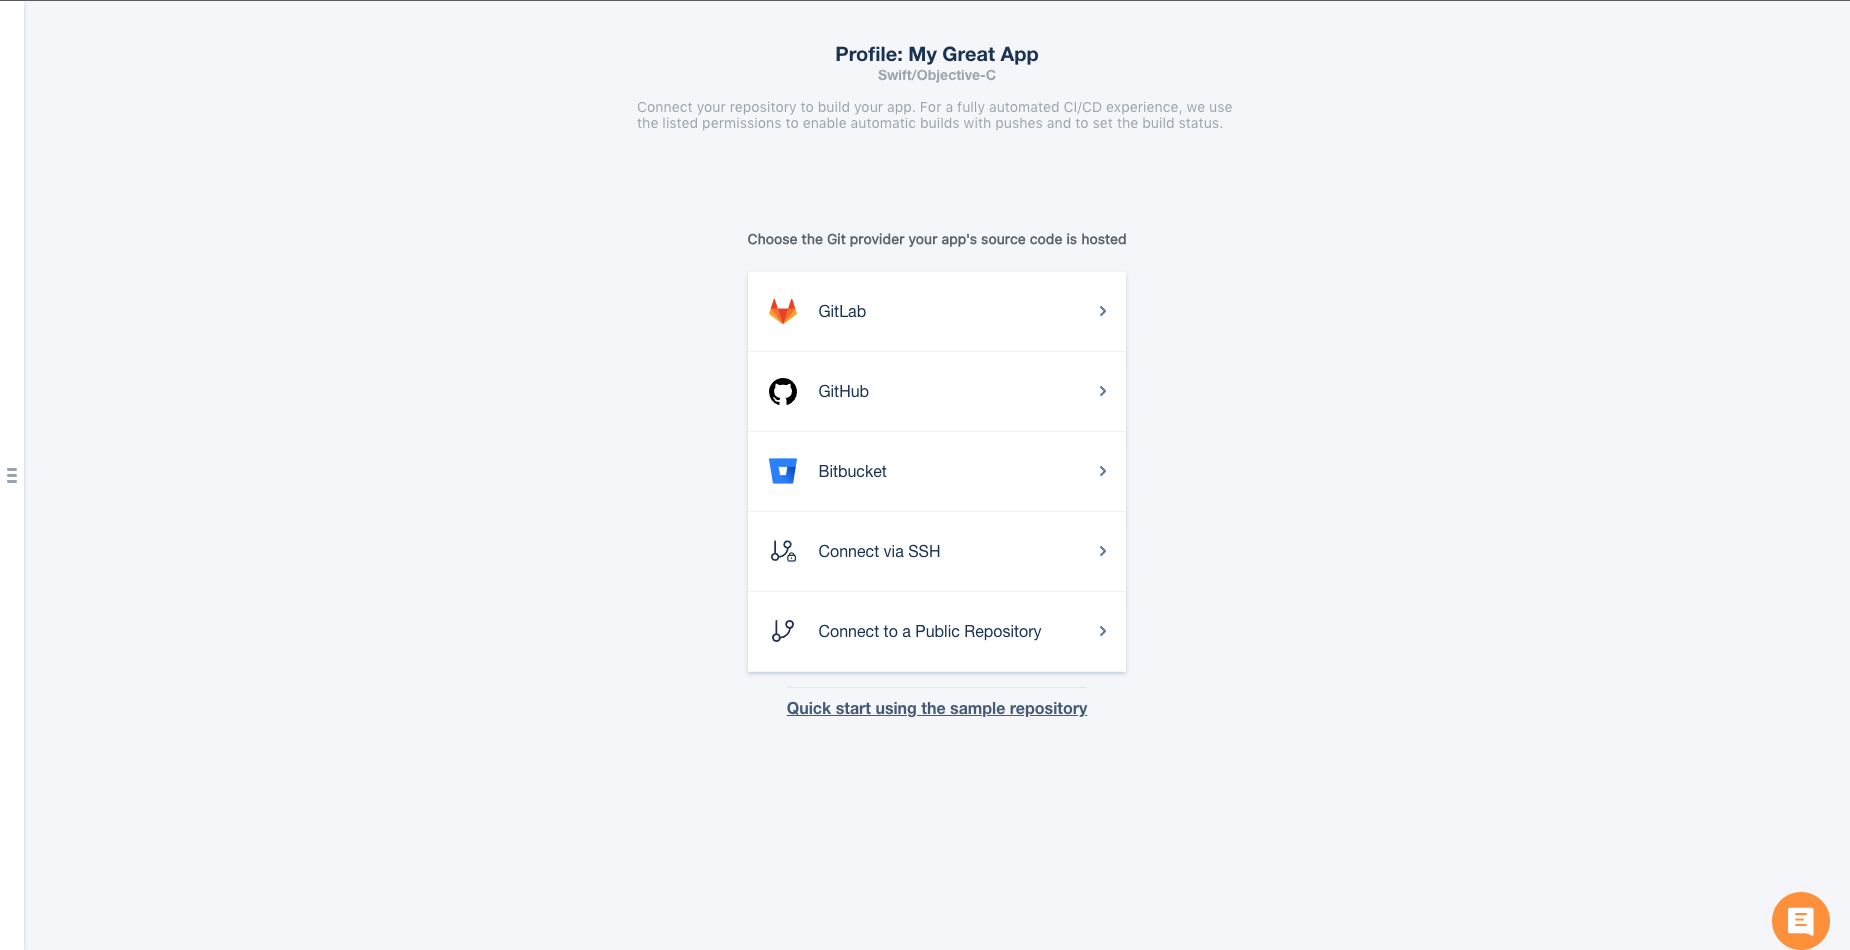 Profile: My Great App
Swift/Objective-C
Connect your repository to build your app. For a fully automated CI/CD experience, we use
the listed permissions to enable automatic builds with pushes and to set the build status.
Choose the Git provider your app's source code is hosted
GitLab
GitHub
Bitbucket
Connect via SSH
Connect to a Public Repository
Quick start using the sample repository